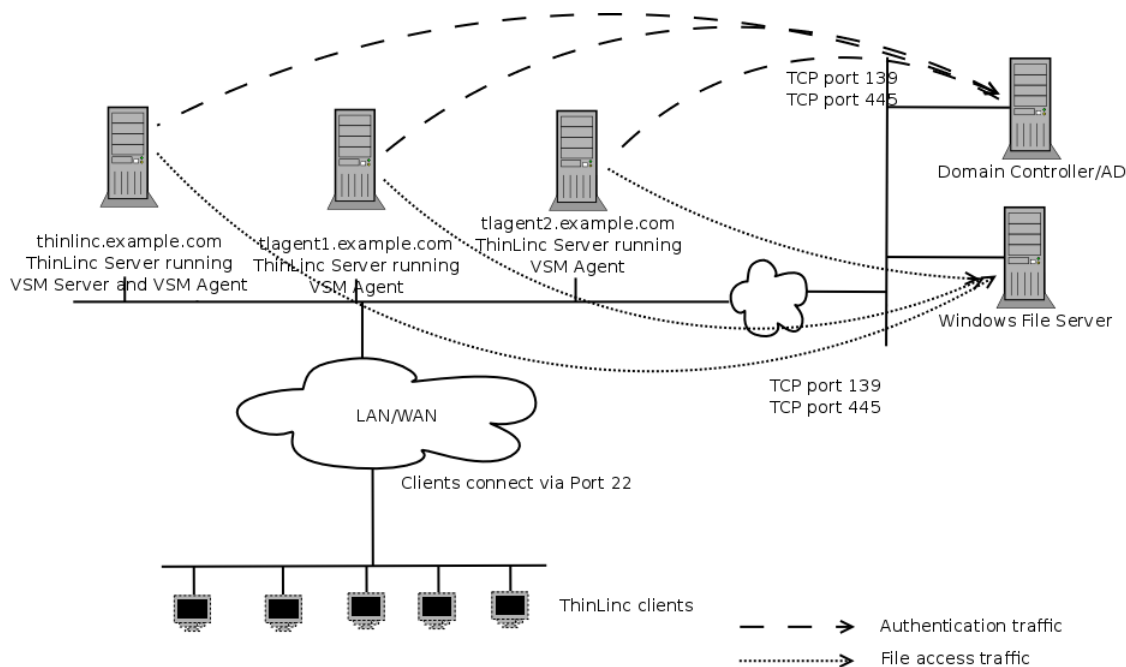 TCP port 139
TCP port 445
Domain Controller/AD
thinlinc.example.com
ThinLinc Server running
VSM Server and VSM Agent
tlagent1.example.com
ThinLinc Server running
VSM Agent
tlagent2.example.com
ThinLinc Server running
VSM Agent
Windows File Server
TCP port 139
TCP port 445
LAN/WAN
Clients connect via Port 22
ThinLinc clients
Authentication traffic
File access traffic